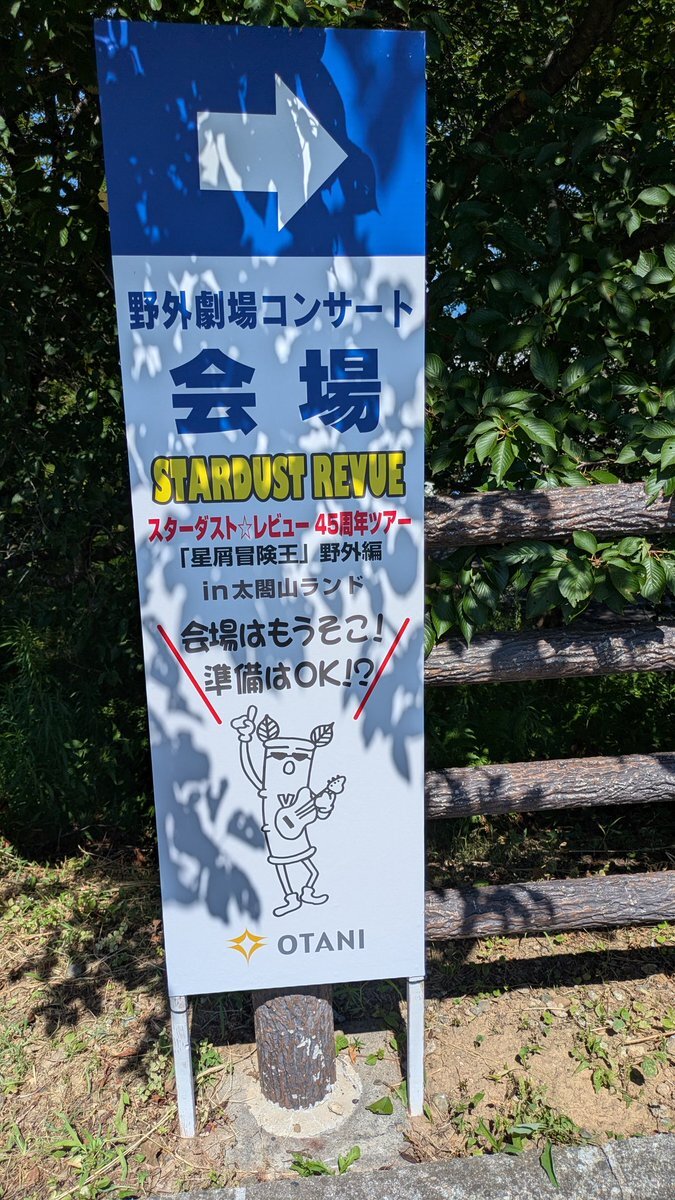 野外劇場コンサート
会場
STARDUST REVUE
スターダスト☆レビュー 45周年ツアー
「星屑冒険王」野外編
in太閤山ランド
会場はもうそこ!
準備はOK!?
OTANI